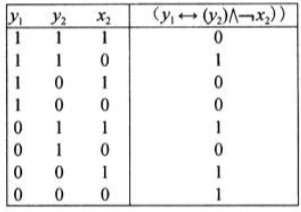 y₁ y₂ x₂ (y₁ ↔ (y₂)∧¬x₂))
1 1 1 0
1 1 0 1
1 0 1 0
1 0 0 0
0 1 1 1
0 1 0 0
0 0 1 1
0 0 0 1